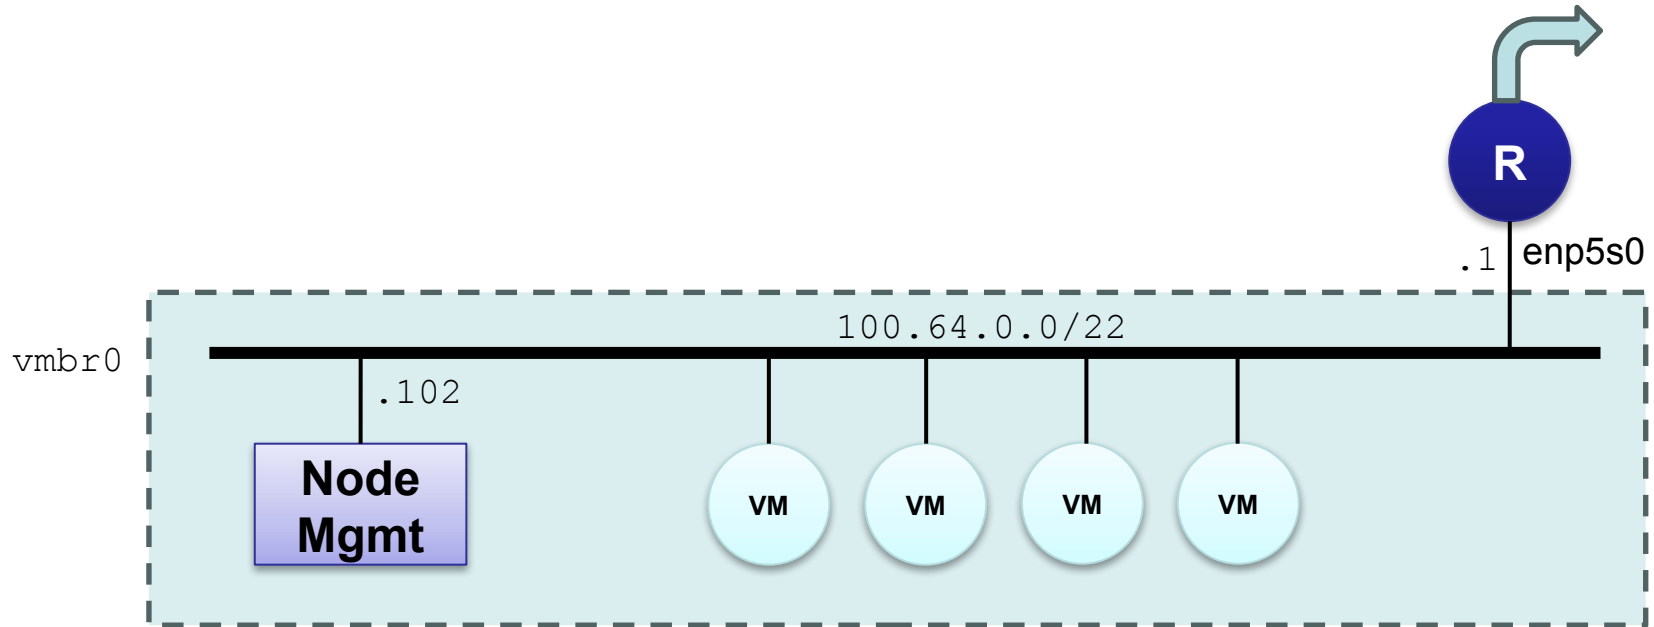 R
.1
enp5s0
100.64.0.0/22
vmbr0
.102
Node
Mgmt
VM
VM
VM
VM